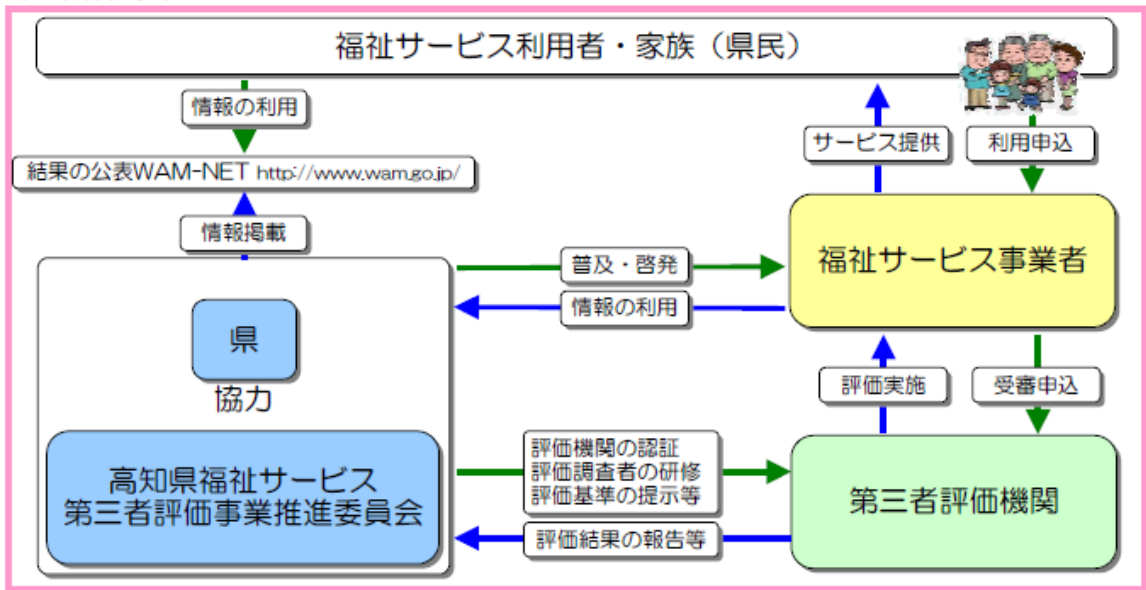 福祉サービス利用者・家族（県民）
情報の利用
サービス提供
利用申込
結果の公表WAM-NET http://www.wam.go.jp/
情報掲載
普及・啓発
情報の利用
福祉サービス事業者
県
協力
評価実施
受審申込
高知県福祉サービス
第三者評価事業推進委員会
評価機関の認証
評価調査者の研修
評価基準の提示等
評価結果の報告等
第三者評価機関